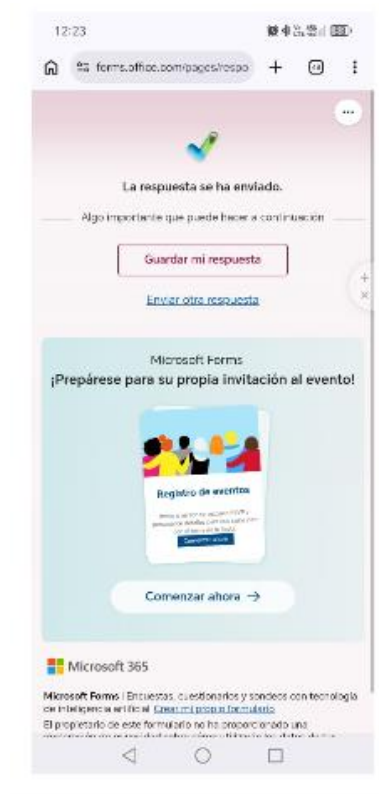 12:23
forms.office.com/pages/respo
La respuesta se ha enviado.
Algo importante que puede hacer a continuación
Guardar mi respuesta
Enviar otra respuesta
Microsoft Forms
¡Prepárese para su propia invitación al evento!
Registro de eventos
Comenzar ahora
Comenzar ahora →
Microsoft 365
Microsoft Forms | Encuestas, cuestionarios y sondeos con tecnología
de inteligencia artificial Crear mi propio formulario
El propietario de este formulario no ha proporcionado una